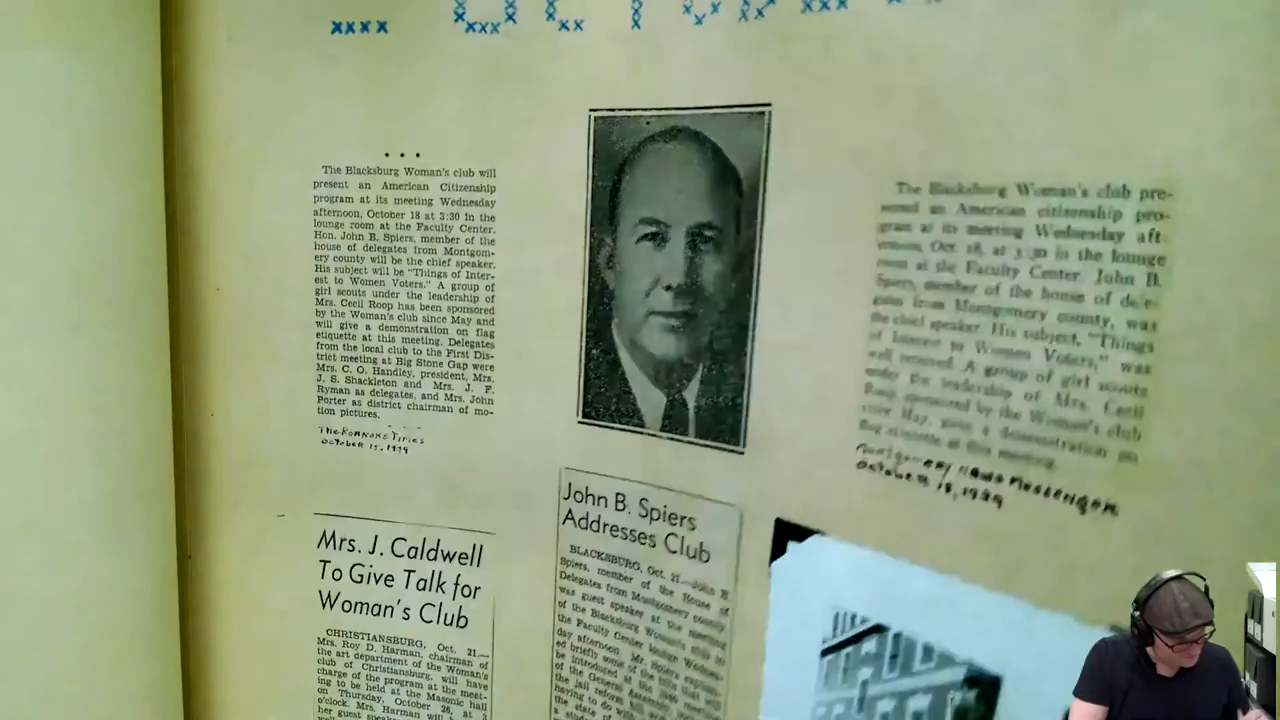 The Blacksburg Woman's club will
present an American Citizenship
program at its meeting Wednesday
afternoon, October 18 at 3:30 in the
lounge room at the Faculty Center.
Hon. John B. Spiers, member of the
house of delegates from Montgom-
ery county will be the chief speaker.
His subject will be "Things of Inter-
est to Women Voters." A group of
girl scouts under the leadership of
Mrs. Cecil Roop has been sponsored
by the Woman's club since May and
will give a demonstration on flag
etiquette at this meeting. Delegates
from the local club to the First Dis-
trict meeting at Big Stone Gap were
Mrs. C. O. Handley, president, Mrs.
J. S. Shackleton and Mrs. J. F.
Ryman as delegates, and Mrs. John
Porter as district chairman of mo-
tion pictures.
The Roanoke Times
October 15, 1939
Mrs. J. Caldwell
To Give Talk for
Woman's Club
CHRISTIANSBURG, Oct. 21.—
Mrs. Roy D. Harman, chairman of
the art department of the Woman's
club of Christiansburg, will have
charge of the program at the meet-
ing to be held at the Masonic hall
on Thursday, October 26, at 3
o'clock. Mrs. Harman will
her guest
John B. Spiers
Addresses Club
BLACKSBURG, Oct. 21.—John B
Spiers, member of the House of
Delegates from Montgomery county
was guest speaker at the meeting
of the Blacksburg Woman's club in
the Faculty Center lounge Wednes-
day afternoon. Mr. Spiers explain-
ed briefly some of the bills that will
be introduced at the 1940 meeting
of the General Assembly
the jail reform bill
having to do
the state of
The Blacksburg Woman's club pre-
sented an American citizenship pro-
gram at its meeting Wednesday aft-
ernoon, Oct. 18, at 3:30 in the lounge
room at the Faculty Center. John B.
Spiers, member of the house of dele-
gates from Montgomery county, was
the chief speaker. His subject, "Things
of Interest to Women Voters," was
well received. A group of girl scouts
under the leadership of Mrs. Cecil
Roop, sponsored by the Woman's club
since May, gave a demonstration on
flag etiquette at this meeting.
Montgomery News Messenger
October 19, 1939